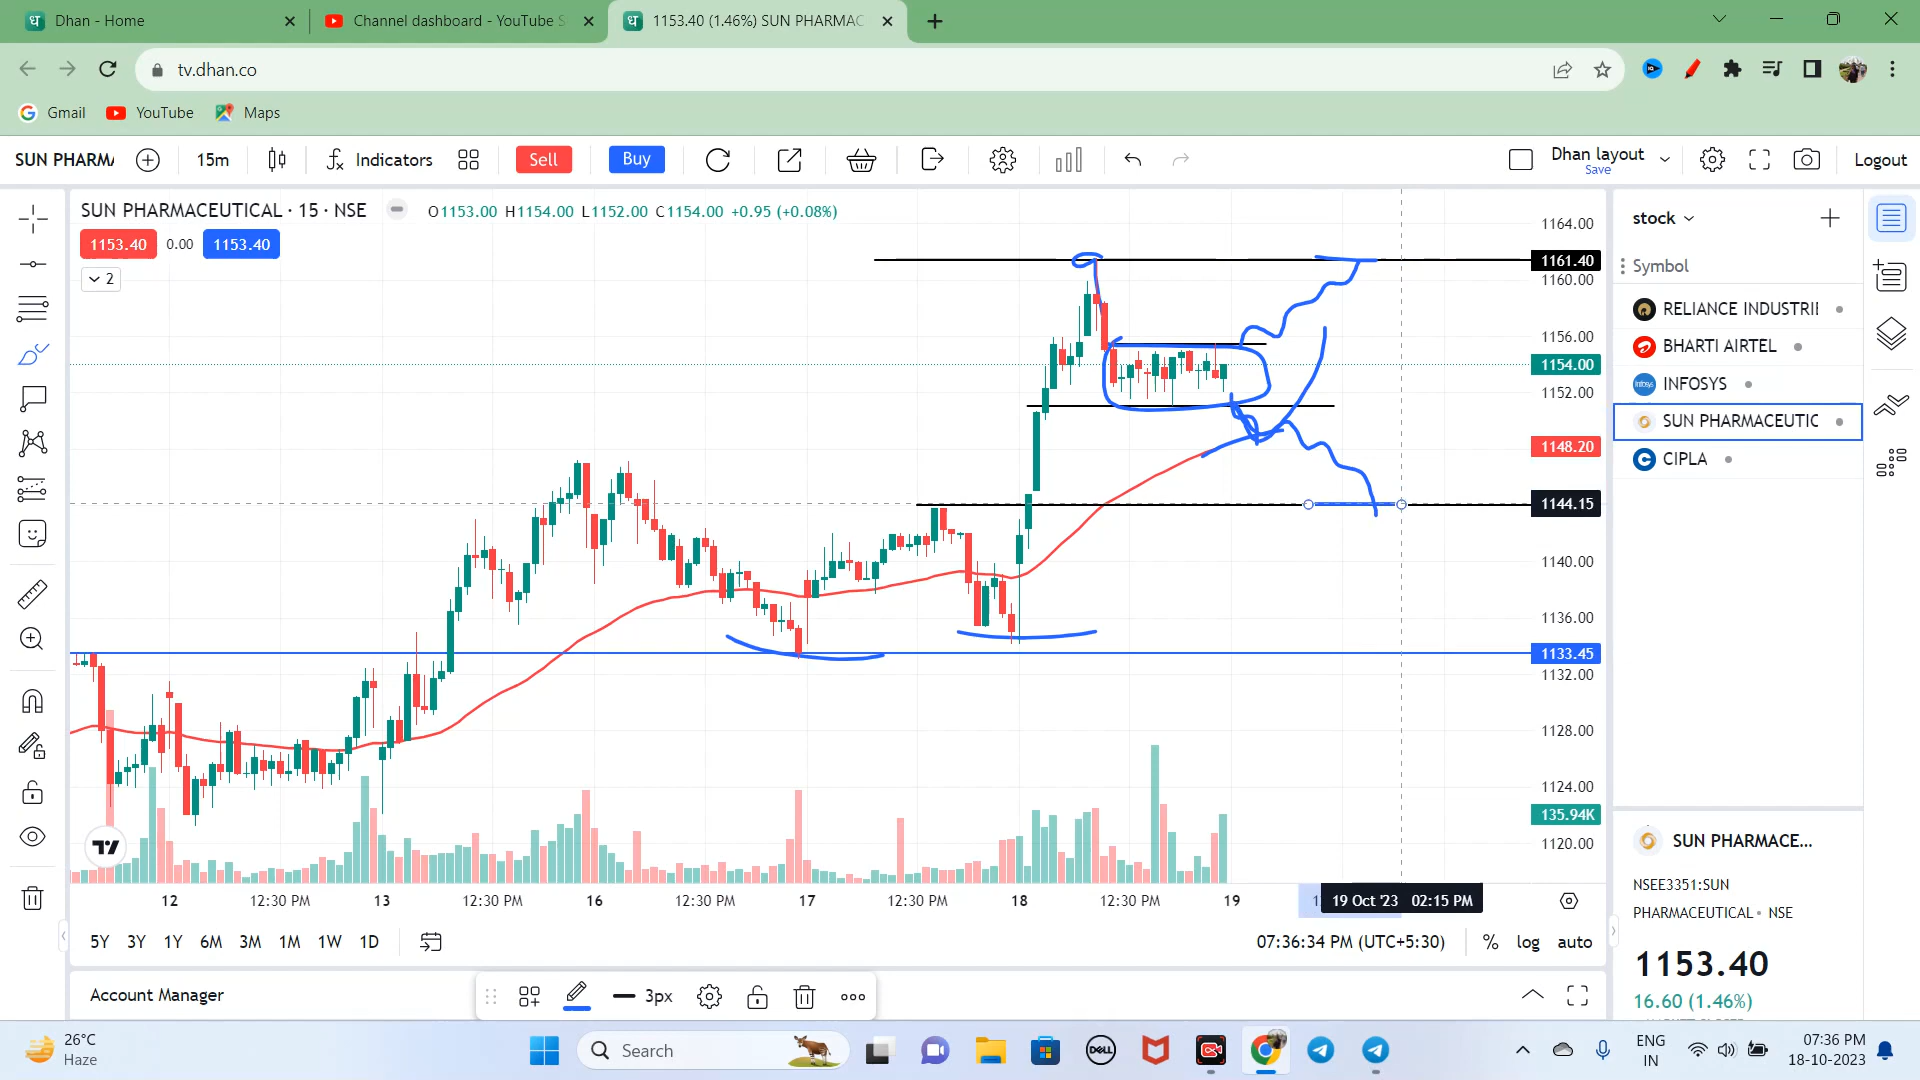 Dhan - Home
Channel dashboard - YouTube S
1153.40 (1.46%) SUN PHARMAC
tv.dhan.co
Gmail
YouTube
Maps
SUN PHARMA
15m
Indicators
Sell
Buy
Dhan layout
Save
Logout
SUN PHARMACEUTICAL · 15 · NSE
O1153.00 H1154.00 L1152.00 C1154.00 +0.95 (+0.08%)
1153.40
0.00
1153.40
2
1164.00
1161.40
1160.00
1156.00
1154.00
1152.00
1148.20
1144.15
1140.00
1136.00
1133.45
1132.00
1128.00
1124.00
135.94K
1120.00
12
12:30 PM
13
12:30 PM
16
12:30 PM
17
12:30 PM
18
12:30 PM
19
19 Oct '23 02:15 PM
stock
Symbol
RELIANCE INDUSTRIE
BHARTI AIRTEL
INFOSYS
SUN PHARMACEUTIC
CIPLA
SUN PHARMACE...
NSEE3351:SUN
PHARMACEUTICAL • NSE
1153.40
16.60 (1.46%)
5Y
3Y
1Y
6M
3M
1M
1W
1D
07:36:34 PM (UTC+5:30)
%
log
auto
Account Manager
3px
26°C
Haze
Search
DELL
ENG
IN
07:36 PM
18-10-2023